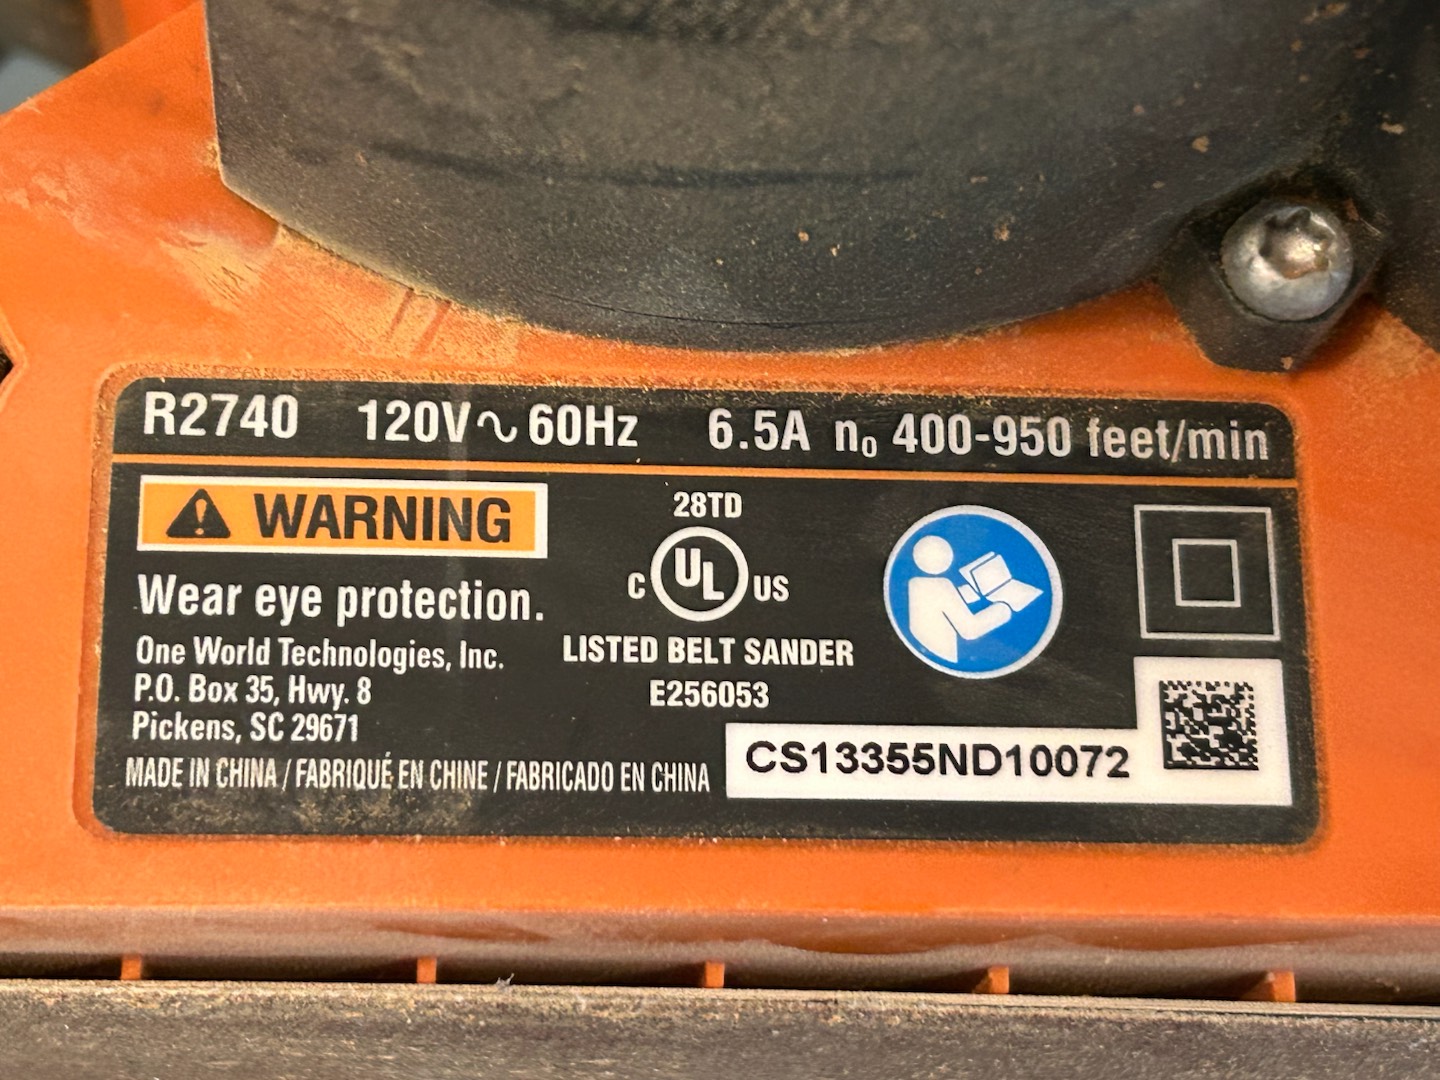 R2740 120V~60Hz 6.5A n₀ 400-950 feet/min
WARNING
Wear eye protection.
One World Technologies, Inc.
P.O. Box 35, Hwy. 8
Pickens, SC 29671
MADE IN CHINA / FABRIQUÉ EN CHINE / FABRICADO EN CHINA
28TD
C UL US
LISTED BELT SANDER
E256053
CS13355ND10072